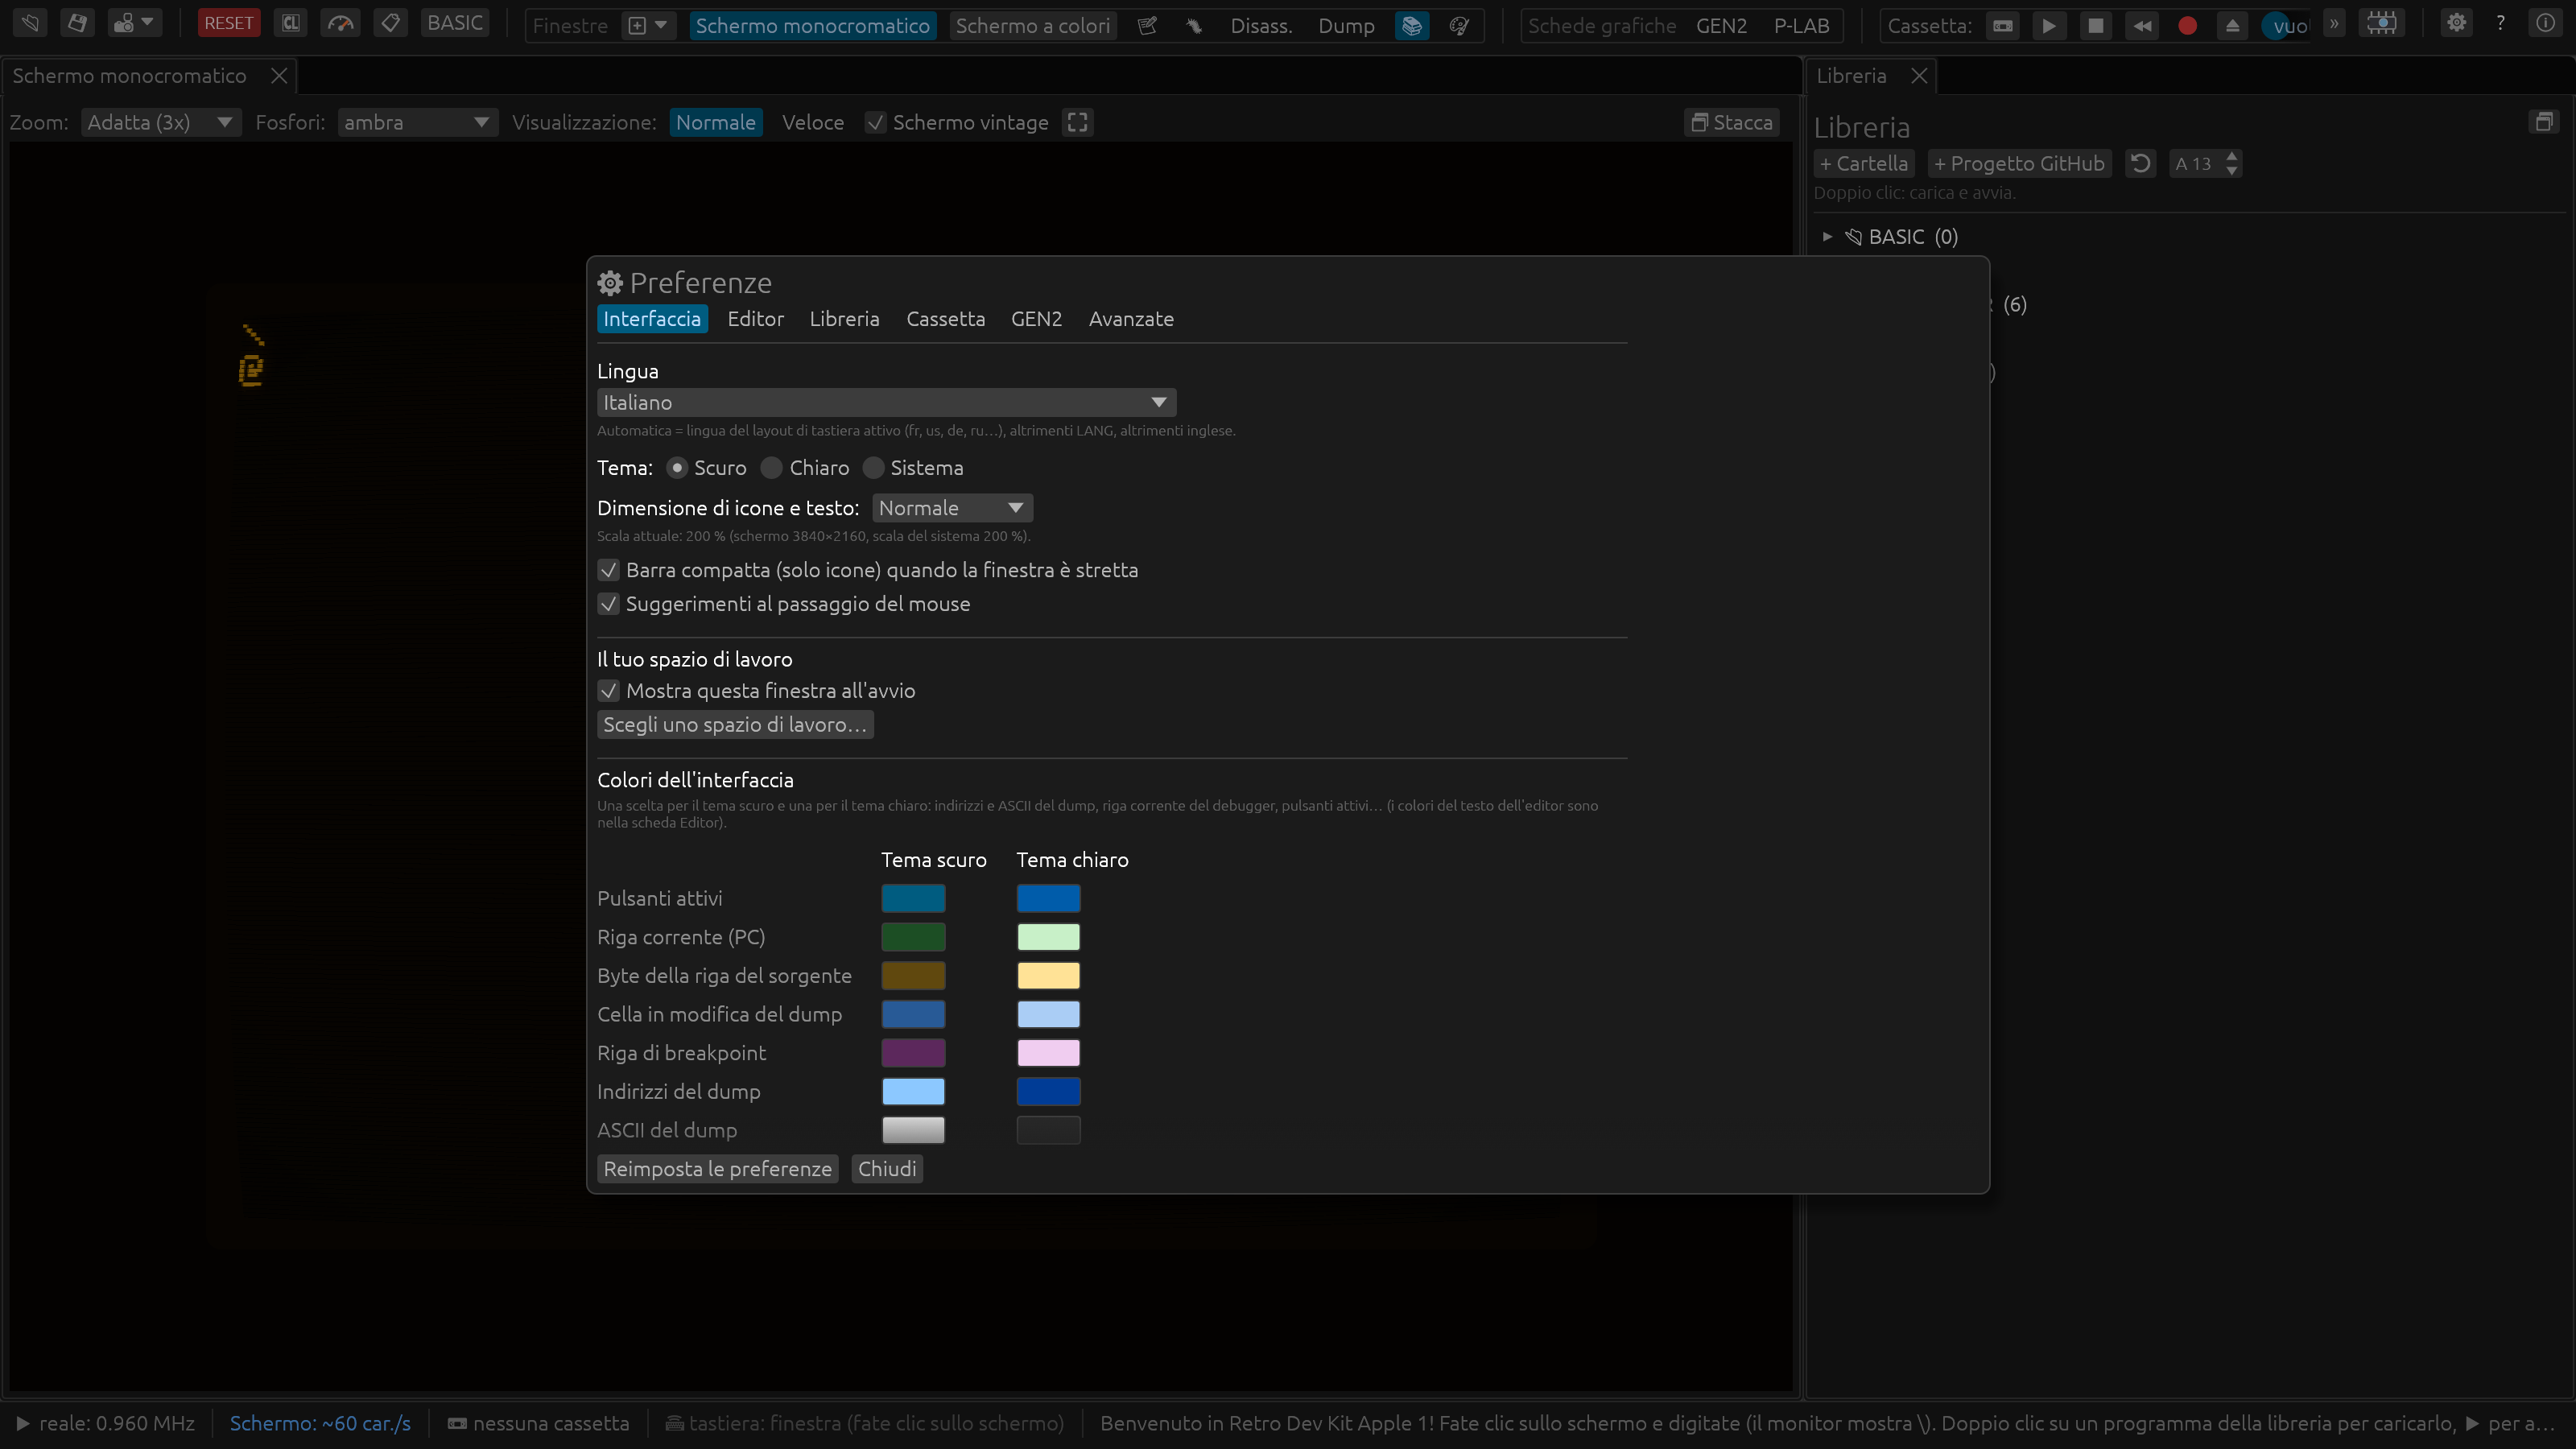 RESET BASIC Finestre Schermo monocromatico Schermo a colori Disass. Dump Schede grafiche GEN2 P-LAB Cassetta: vuo » ?
Schermo monocromatico Libreria
Zoom: Adatta (3x) Fosfori: ambra Visualizzazione: Normale Veloce Schermo vintage Stacca
Libreria
+ Cartella + Progetto GitHub A 13
Doppio clic: carica e avvia.
BASIC (0)
(6)
)
\
@
Preferenze
Interfaccia Editor Libreria Cassetta GEN2 Avanzate
Lingua
Italiano
Automatica = lingua del layout di tastiera attivo (fr, us, de, ru…), altrimenti LANG, altrimenti inglese.
Tema: Scuro Chiaro Sistema
Dimensione di icone e testo: Normale
Scala attuale: 200 % (schermo 3840×2160, scala del sistema 200 %).
Barra compatta (solo icone) quando la finestra è stretta
Suggerimenti al passaggio del mouse
Il tuo spazio di lavoro
Mostra questa finestra all'avvio
Scegli uno spazio di lavoro…
Colori dell'interfaccia
Una scelta per il tema scuro e una per il tema chiaro: indirizzi e ASCII del dump, riga corrente del debugger, pulsanti attivi… (i colori del testo dell'editor sono
nella scheda Editor).
Tema scuro Tema chiaro
Pulsanti attivi
Riga corrente (PC)
Byte della riga del sorgente
Cella in modifica del dump
Riga di breakpoint
Indirizzi del dump
ASCII del dump
Reimposta le preferenze Chiudi
reale: 0.960 MHz Schermo: ~60 car./s nessuna cassetta tastiera: finestra (fate clic sullo schermo) Benvenuto in Retro Dev Kit Apple 1! Fate clic sullo schermo e digitate (il monitor mostra \). Doppio clic su un programma della libreria per caricarlo, ▶ per a…